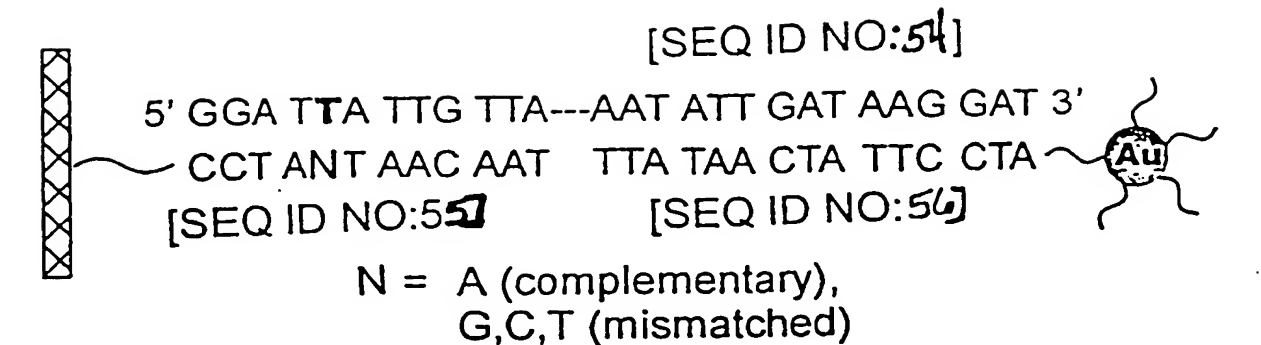 [SEQ ID NO:54]
5' GGA TTA TTG TTA---AAT ATT GAT AAG GAT 3'
CCT ANT AAC AAT TTA TAA CTA TTC CTA Au
[SEQ ID NO:55] [SEQ ID NO:56]
N = A (complementary),
G,C,T (mismatched)